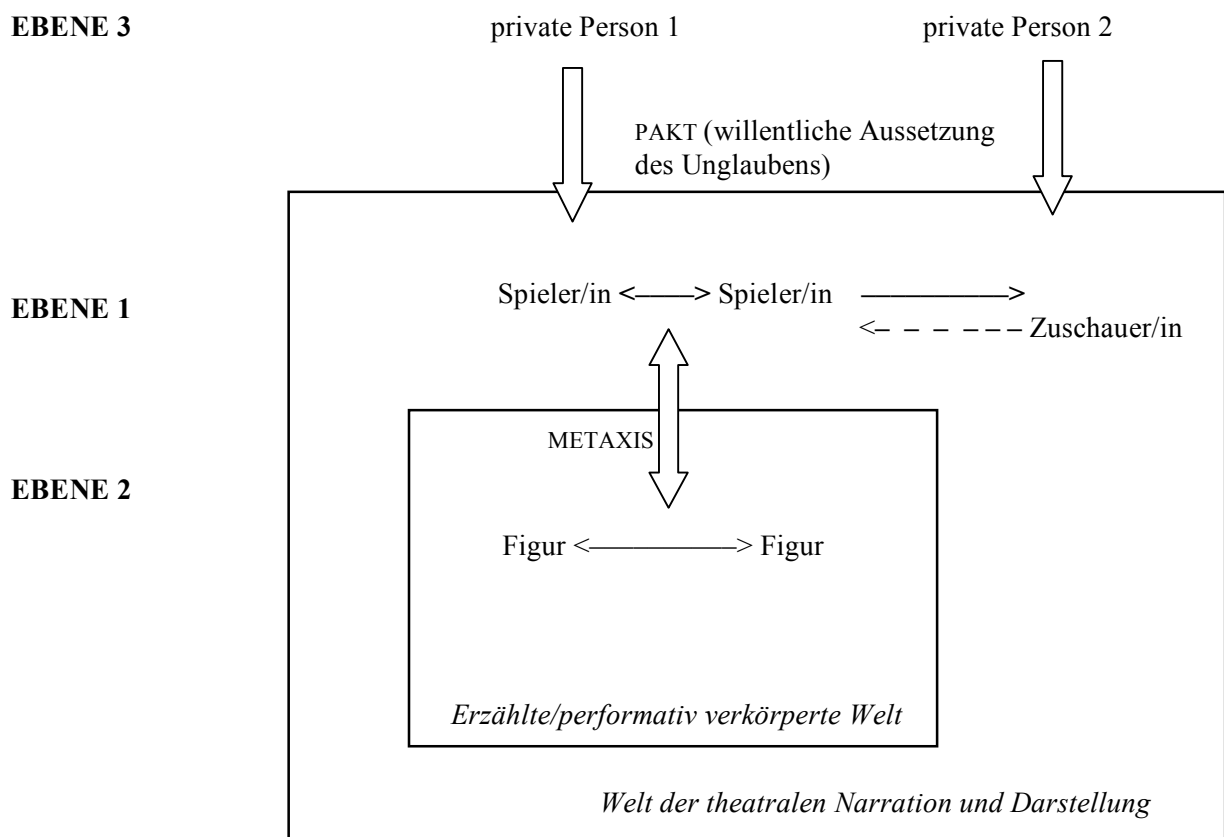 EBENE 3 private Person 1 private Person 2
PAKT (willentliche Aussetzung
des Unglaubens)
EBENE 1 Spieler/in <––––> Spieler/in ––––––––––>
<– – – – – – Zuschauer/in
METAXIS
EBENE 2
Figur <––––––––––> Figur
Erzählte/performativ verkörperte Welt
Welt der theatralen Narration und Darstellung